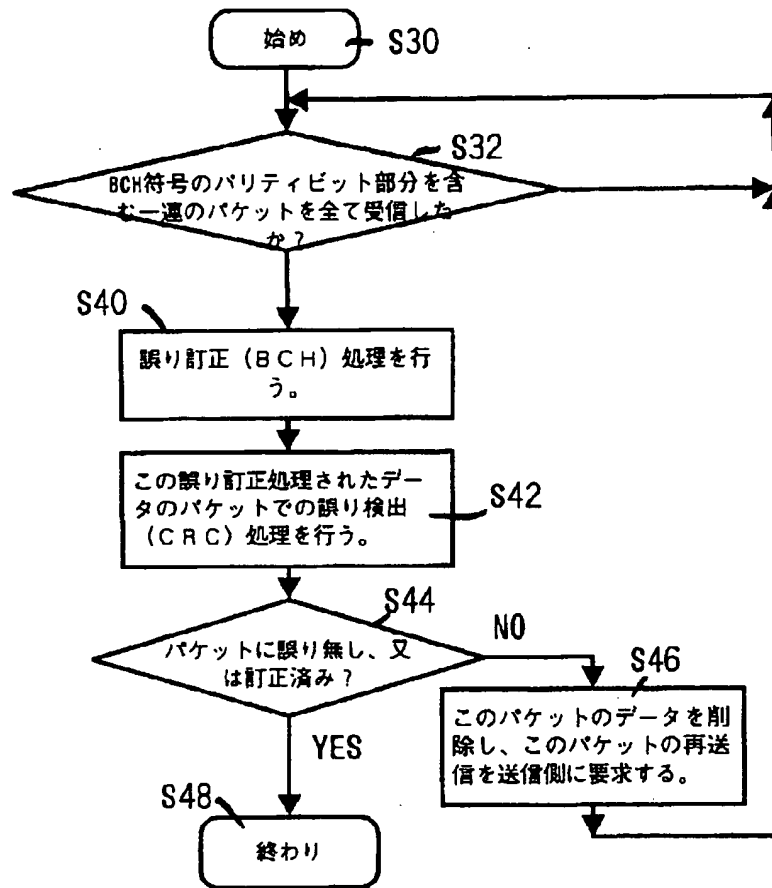 始め
S30
S32
BCH符号のパリティビット部分を含
む一連のパケットを全て受信した
か?
S40
誤り訂正(BCH)処理を行
う。
この誤り訂正処理されたデー
タのパケットでの誤り検出
(CRC)処理を行う。
S42
S44
パケットに誤り無し、又
は訂正済み?
NO
YES
S46
このパケットのデータを削
除し、このパケットの再送
信を送信側に要求する。
S48
終わり